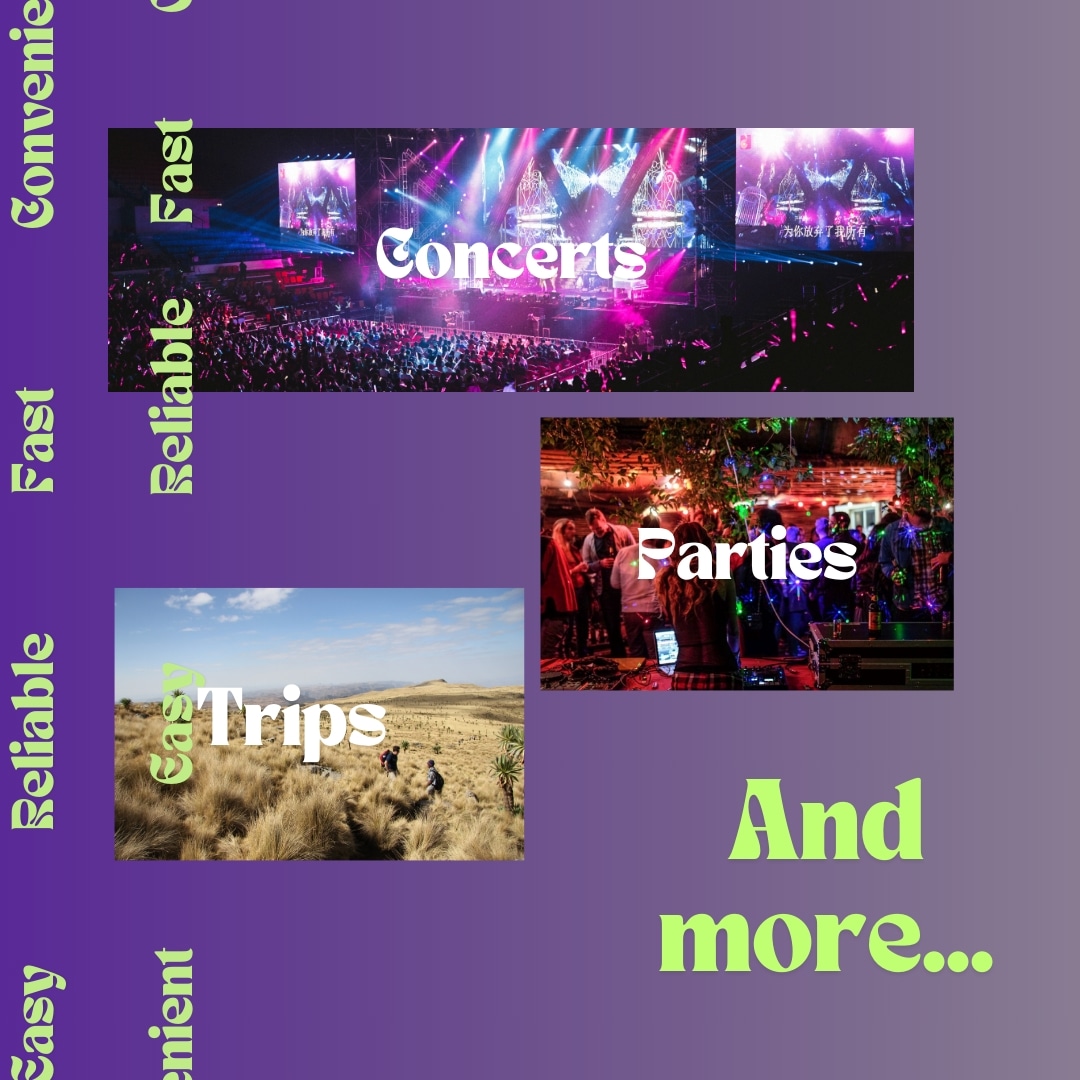 Convenie
Fast
Reliable
Easy
Fast
Reliable
Easy
enient
为你放弃了我所有
Concerts
Parties
Trips
And
more...